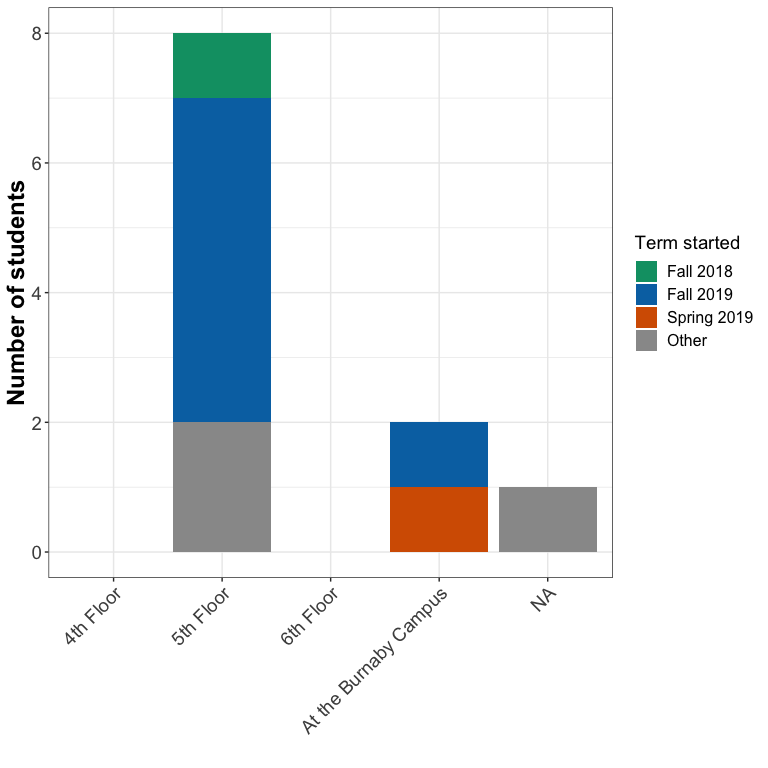 8
6
4
2
0
Number of students
4th Floor
5th Floor
6th Floor
At the Burnaby Campus
NA
Term started
Fall 2018
Fall 2019
Spring 2019
Other